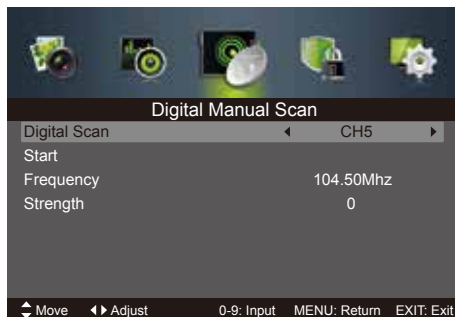 Digital Manual Scan
Digital Scan CH5
Start
Frequency 104.50Mhz
Strength 0
Move Adjust 0-9: Input MENU: Return EXIT: Exit